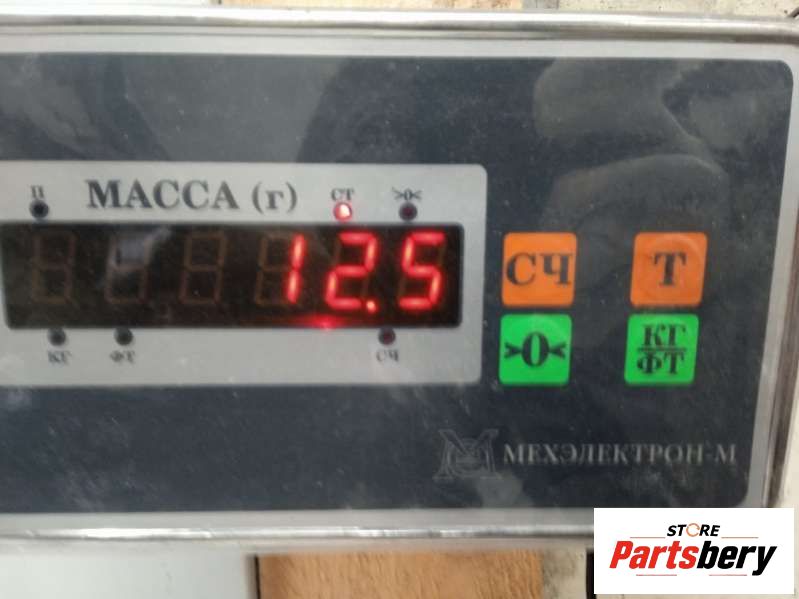 П МАССА (г) СТ >0<
12.5
КГ ФТ СЧ
СЧ Т
>0< КГ
ФТ
МЕХЭЛЕКТРОН-М
STORE
Partsbery